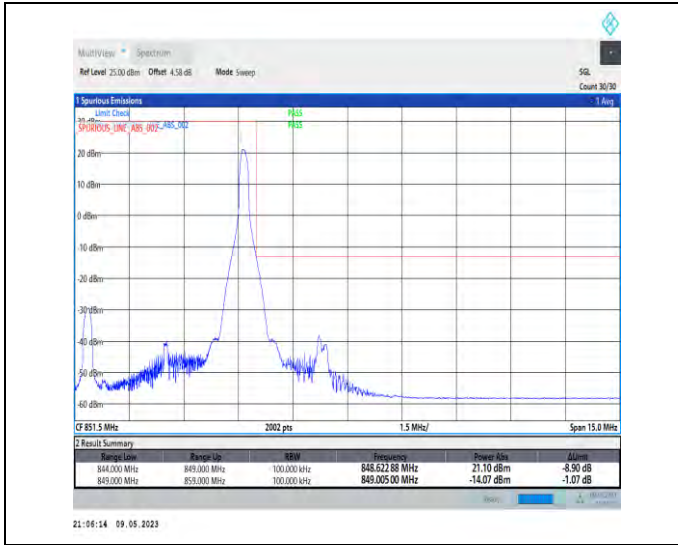 MultiView Spectrum
Ref Level 25.00 dBm Offset 4.58 dB Mode Sweep SGL
Count 30/30
1 Spurious Emissions 1 Avg
Limit Check PASS
30 dBm
SPURIOUS_LINE_ABS_002 PASS
20 dBm
10 dBm
0 dBm
-10 dBm
-20 dBm
-30 dBm
-40 dBm
-50 dBm
-60 dBm
CF 851.5 MHz 2002 pts 1.5 MHz/ Span 15.0 MHz
2 Result Summary
Range Low Range Up RBW Frequency Power Abs ΔLimit
844.000 MHz 849.000 MHz 100.000 kHz 848.622 88 MHz 21.10 dBm -8.90 dB
849.000 MHz 859.000 MHz 100.000 kHz 849.005 00 MHz -14.07 dBm -1.07 dB
21:06:14 09.05.2023